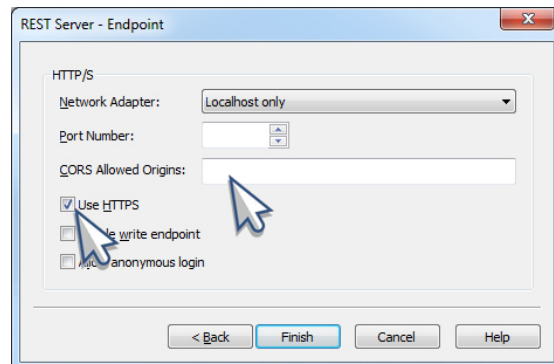 REST Server - Endpoint
HTTP/S
Network Adapter: Localhost only
Port Number:
CORS Allowed Origins:
Use HTTPS
write endpoint
anonymous login
< Back Finish Cancel Help